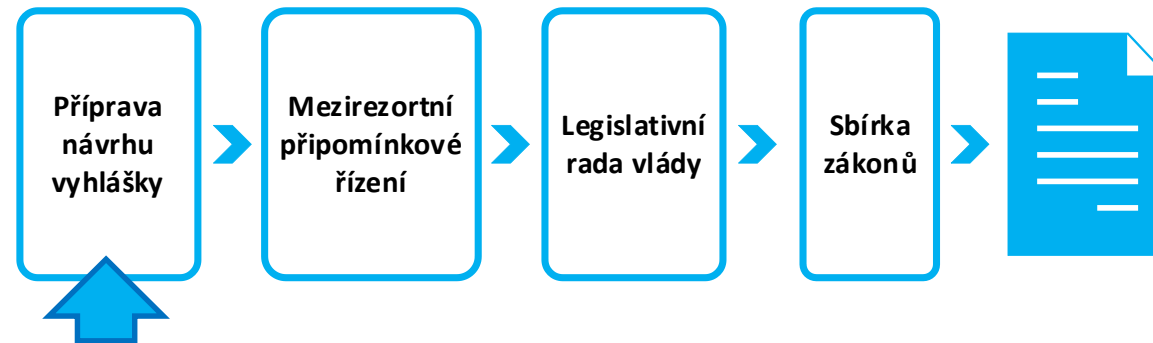 Příprava
návrhu
vyhlášky
Mezirezortní
připomínkové
řízení
Legislativní
rada vlády
Sbírka
zákonů